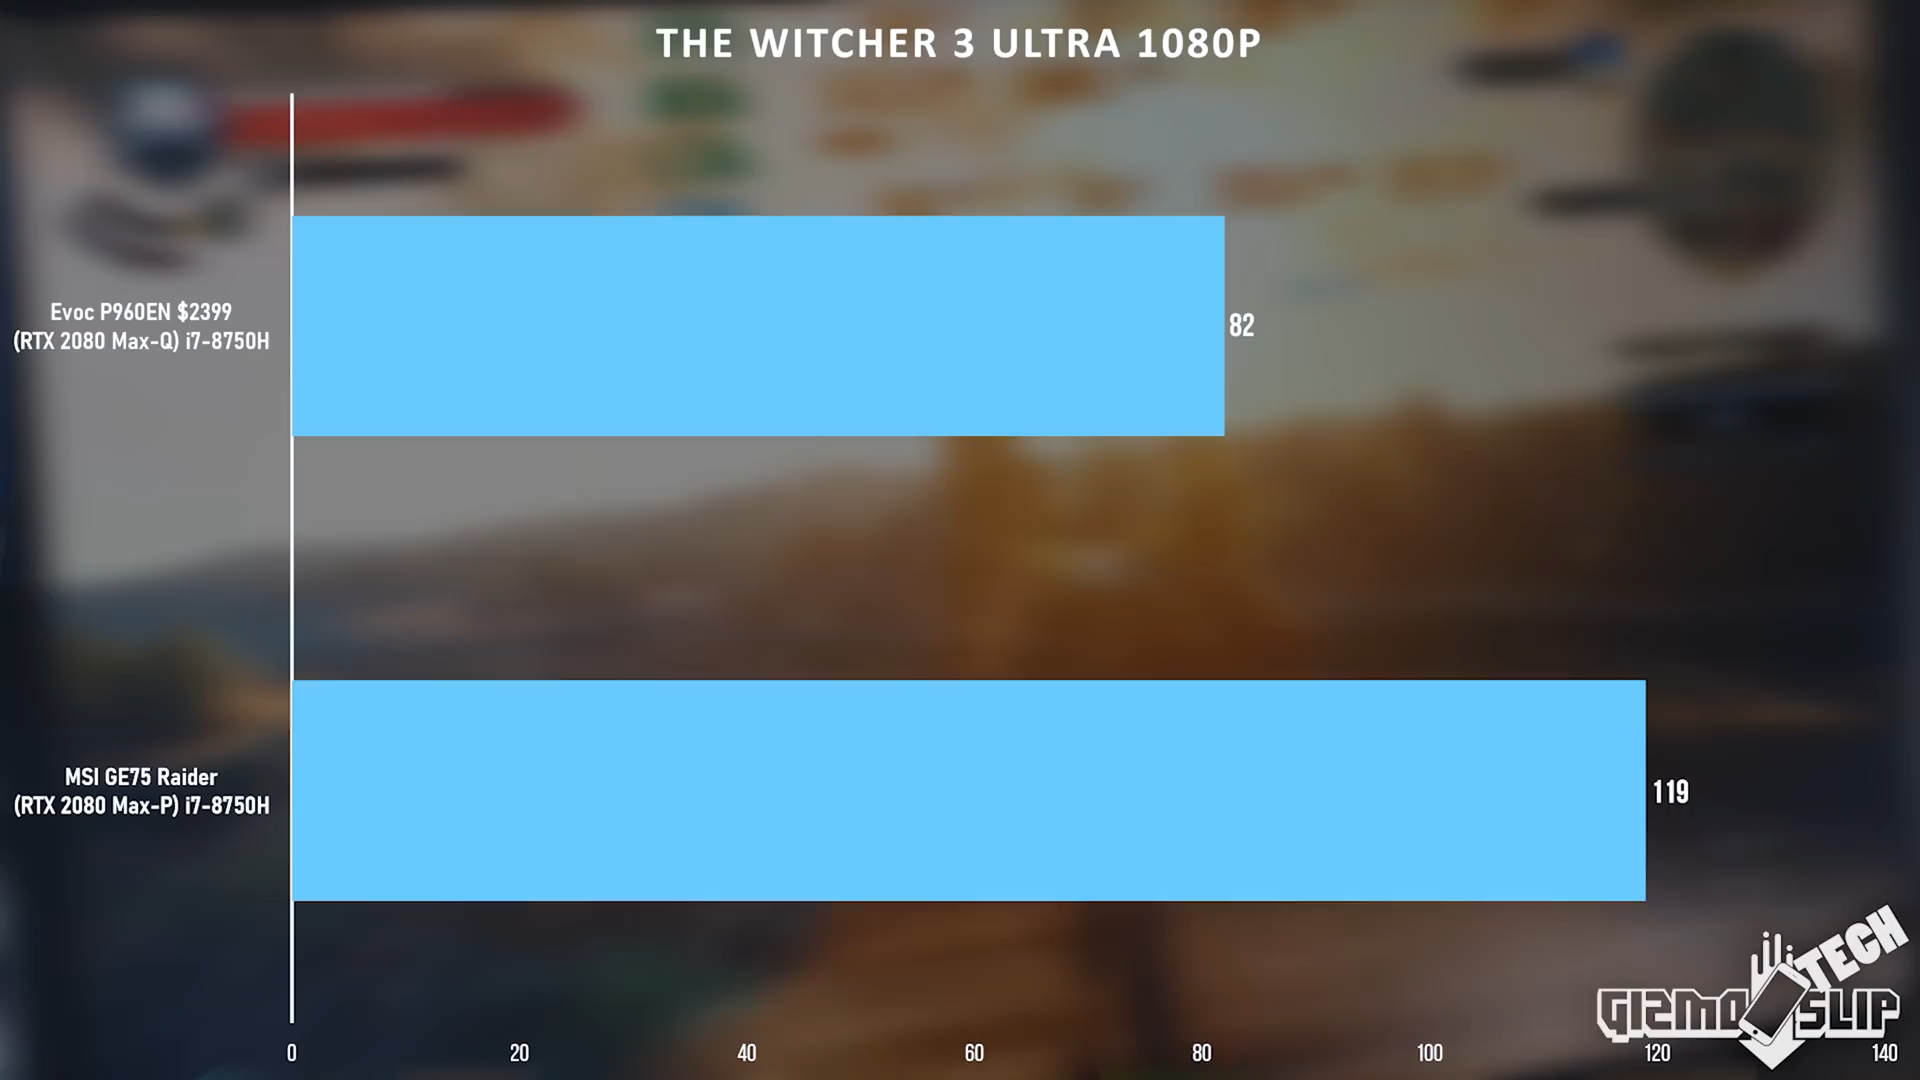 THE WITCHER 3 ULTRA 1080P
Evoc P960EN $2399
(RTX 2080 Max-Q) i7-8750H
82
MSI GE75 Raider
(RTX 2080 Max-P) i7-8750H
119
TECH
GIZMO SLIP
0 20 40 60 80 100 120 140